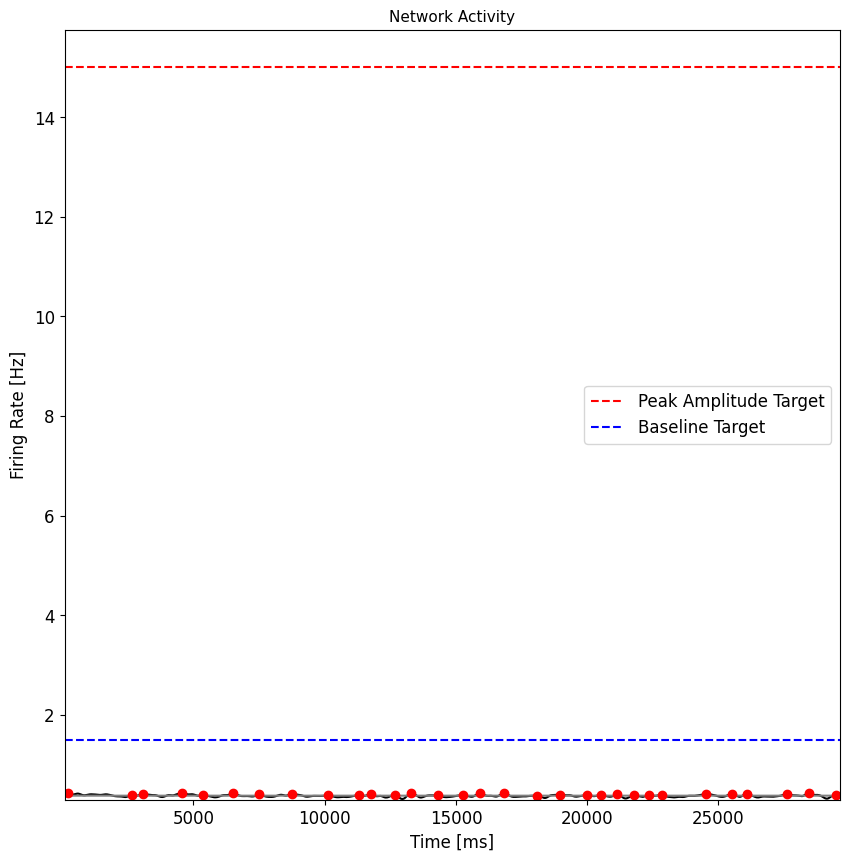 Network Activity
14
12
10
8
6
4
2
Firing Rate [Hz]
Peak Amplitude Target
Baseline Target
5000
10000
15000
20000
25000
Time [ms]